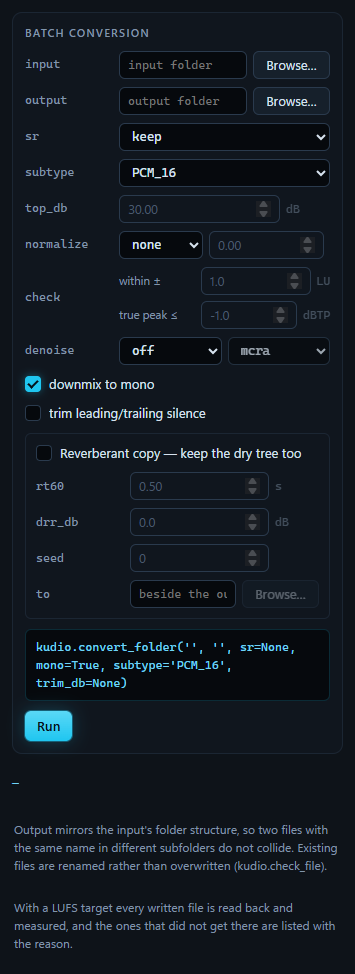 BATCH CONVERSION
input input folder Browse...
output output folder Browse...
sr keep
subtype PCM_16
top_db 30.00 dB
normalize none 0.00
check within ± 1.0 LU
true peak ≤ -1.0 dBTP
denoise off mcra
downmix to mono
trim leading/trailing silence
Reverberant copy — keep the dry tree too
rt60 0.50 s
drr_db 0.0 dB
seed 0
to beside the ou Browse...
kudio.convert_folder('', '', sr=None,
mono=True, subtype='PCM_16',
trim_db=None)
Run
—
Output mirrors the input's folder structure, so two files with
the same name in different subfolders do not collide. Existing
files are renamed rather than overwritten (kudio.check_file).
With a LUFS target every written file is read back and
measured, and the ones that did not get there are listed with
the reason.